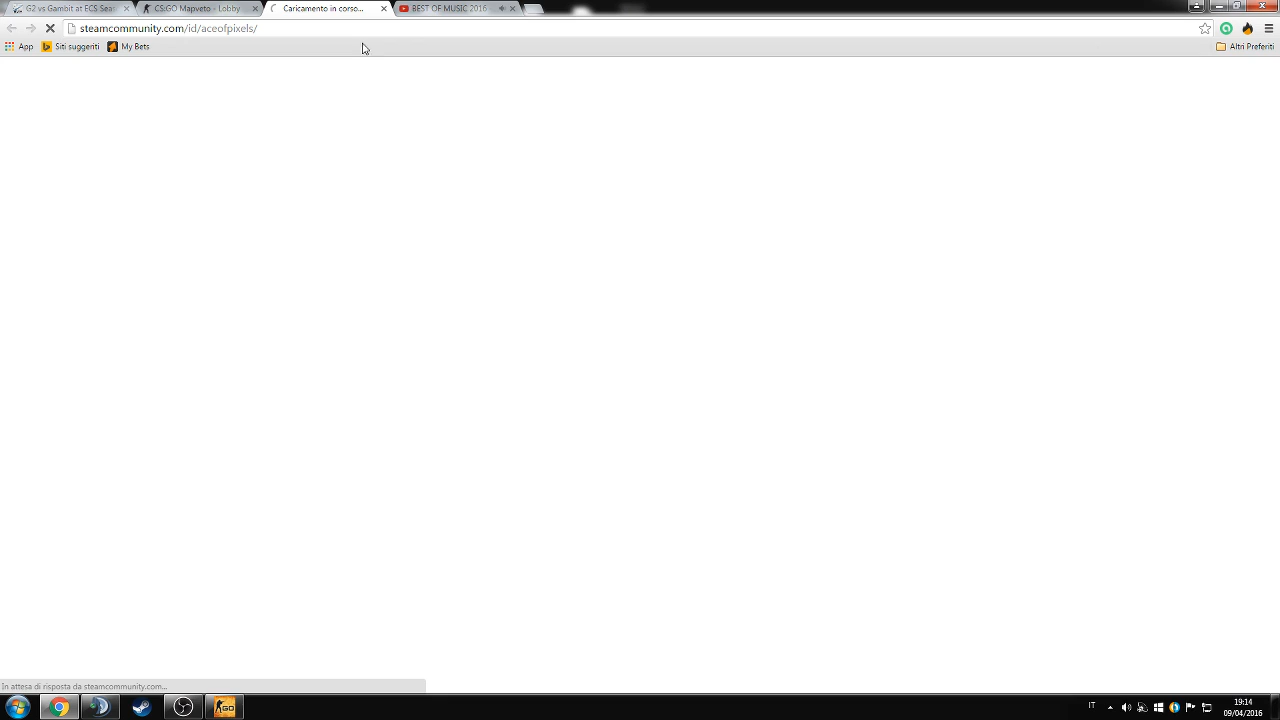 G2 vs Gambit at ECS Sea
CS:GO Mapveto - Lobby
Caricamento in corso...
BEST OF MUSIC 2016
steamcommunity.com/id/aceofpixels/
App
Siti suggeriti
My Bets
Altri Preferiti
In attesa di risposta da steamcommunity.com...
GO
IT
19:14
09/04/2016